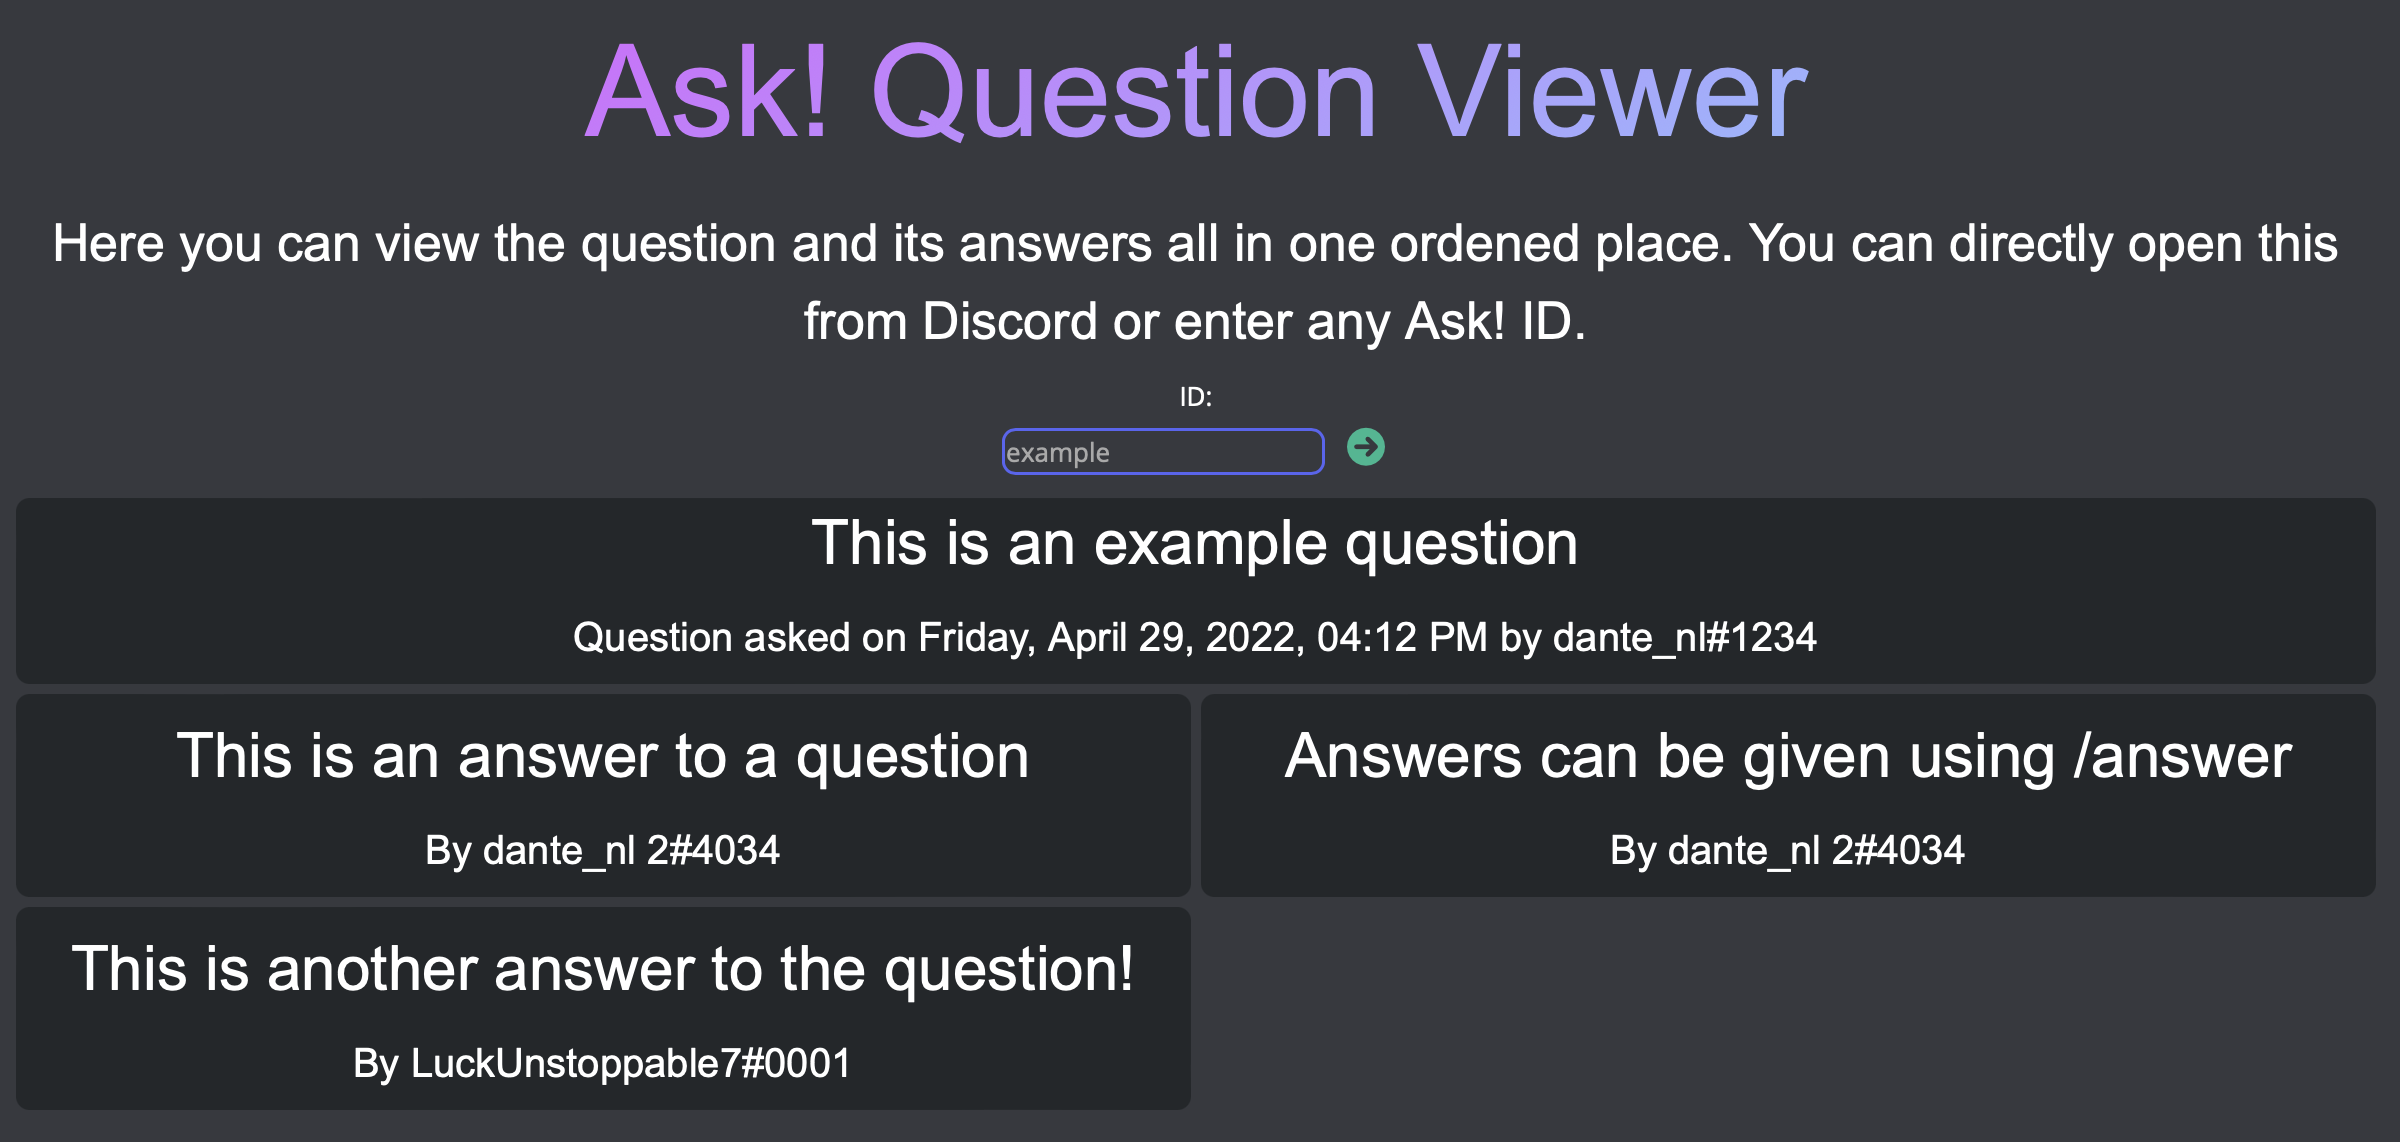 Ask! Question Viewer
Here you can view the question and its answers all in one ordened place. You can directly open this
from Discord or enter any Ask! ID.
ID:
example
This is an example question
Question asked on Friday, April 29, 2022, 04:12 PM by dante_nl#1234
This is an answer to a question
By dante_nl 2#4034
Answers can be given using /answer
By dante_nl 2#4034
This is another answer to the question!
By LuckUnstoppable7#0001